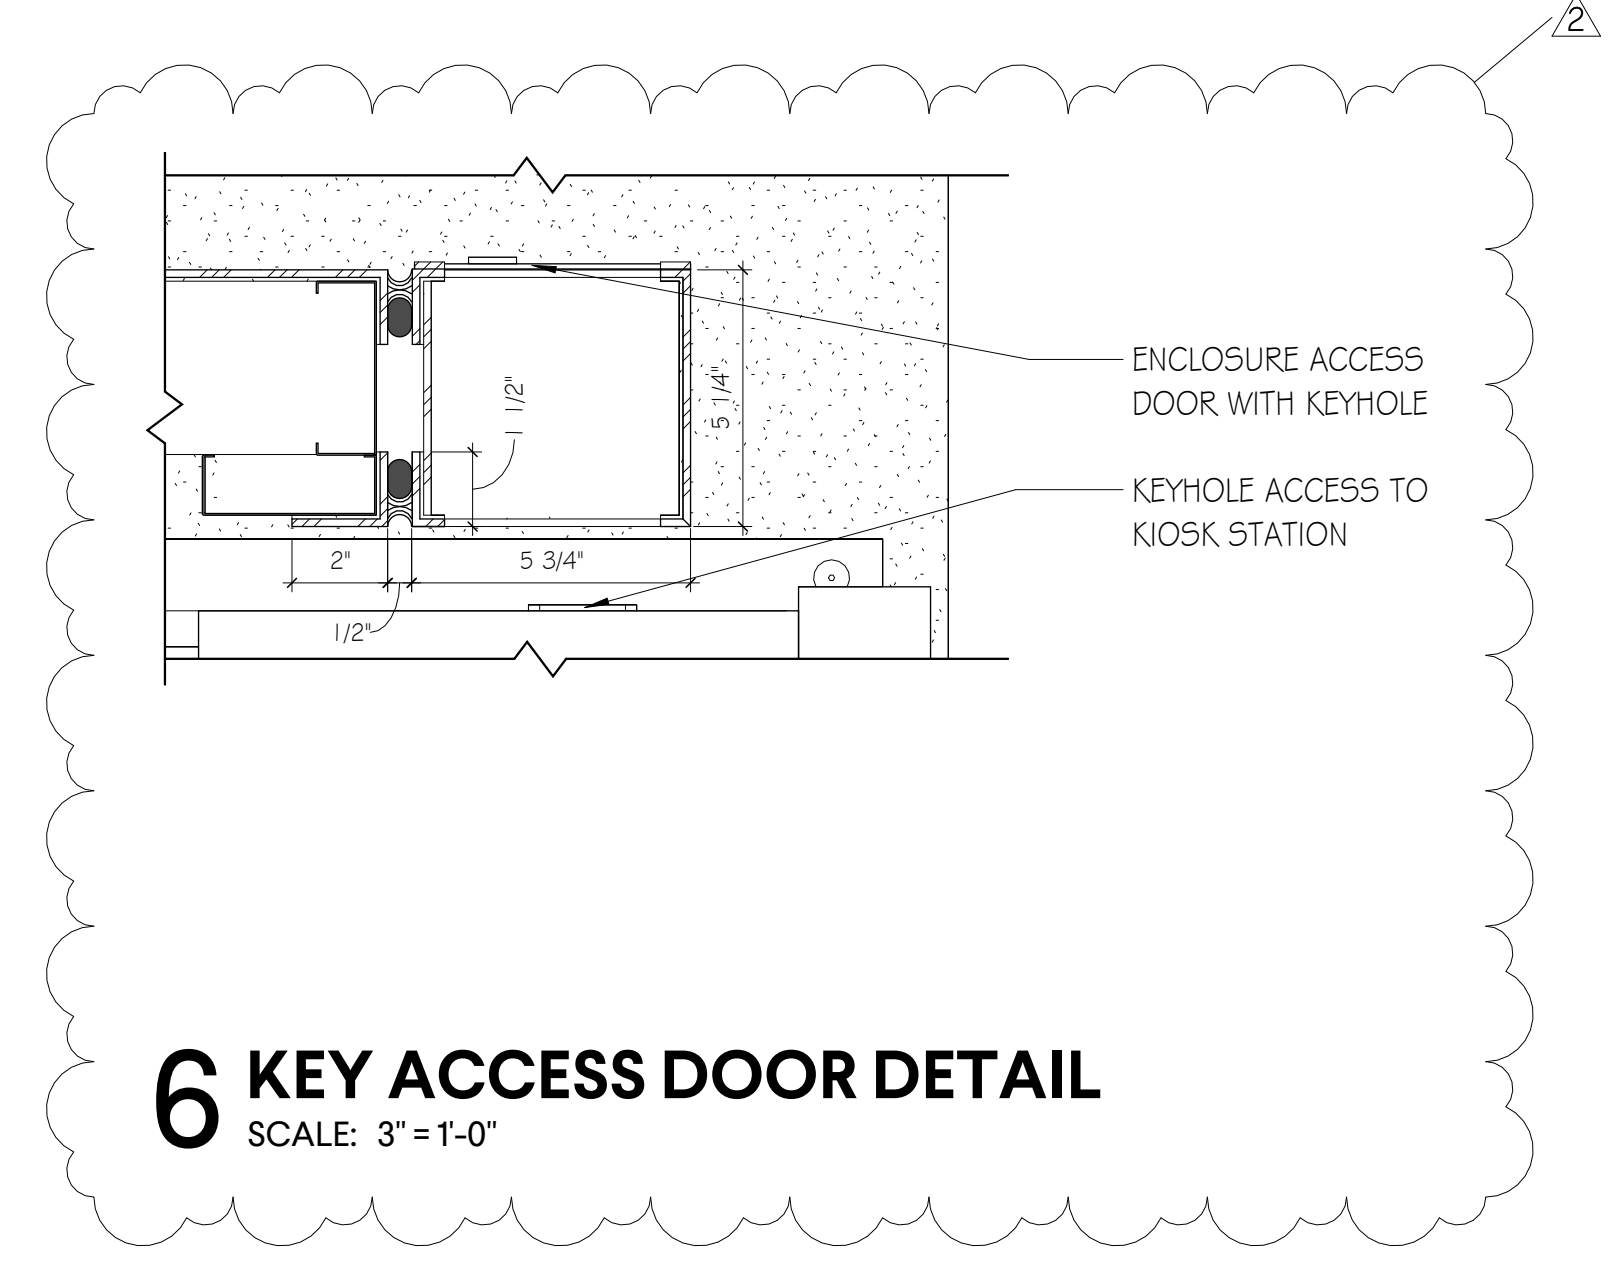 2
ENCLOSURE ACCESS
DOOR WITH KEYHOLE
1 1/2"
5 1/4"
KEYHOLE ACCESS TO
KIOSK STATION
2"
5 3/4"
1/2"
6 KEY ACCESS DOOR DETAIL
SCALE: 3" = 1'-0"